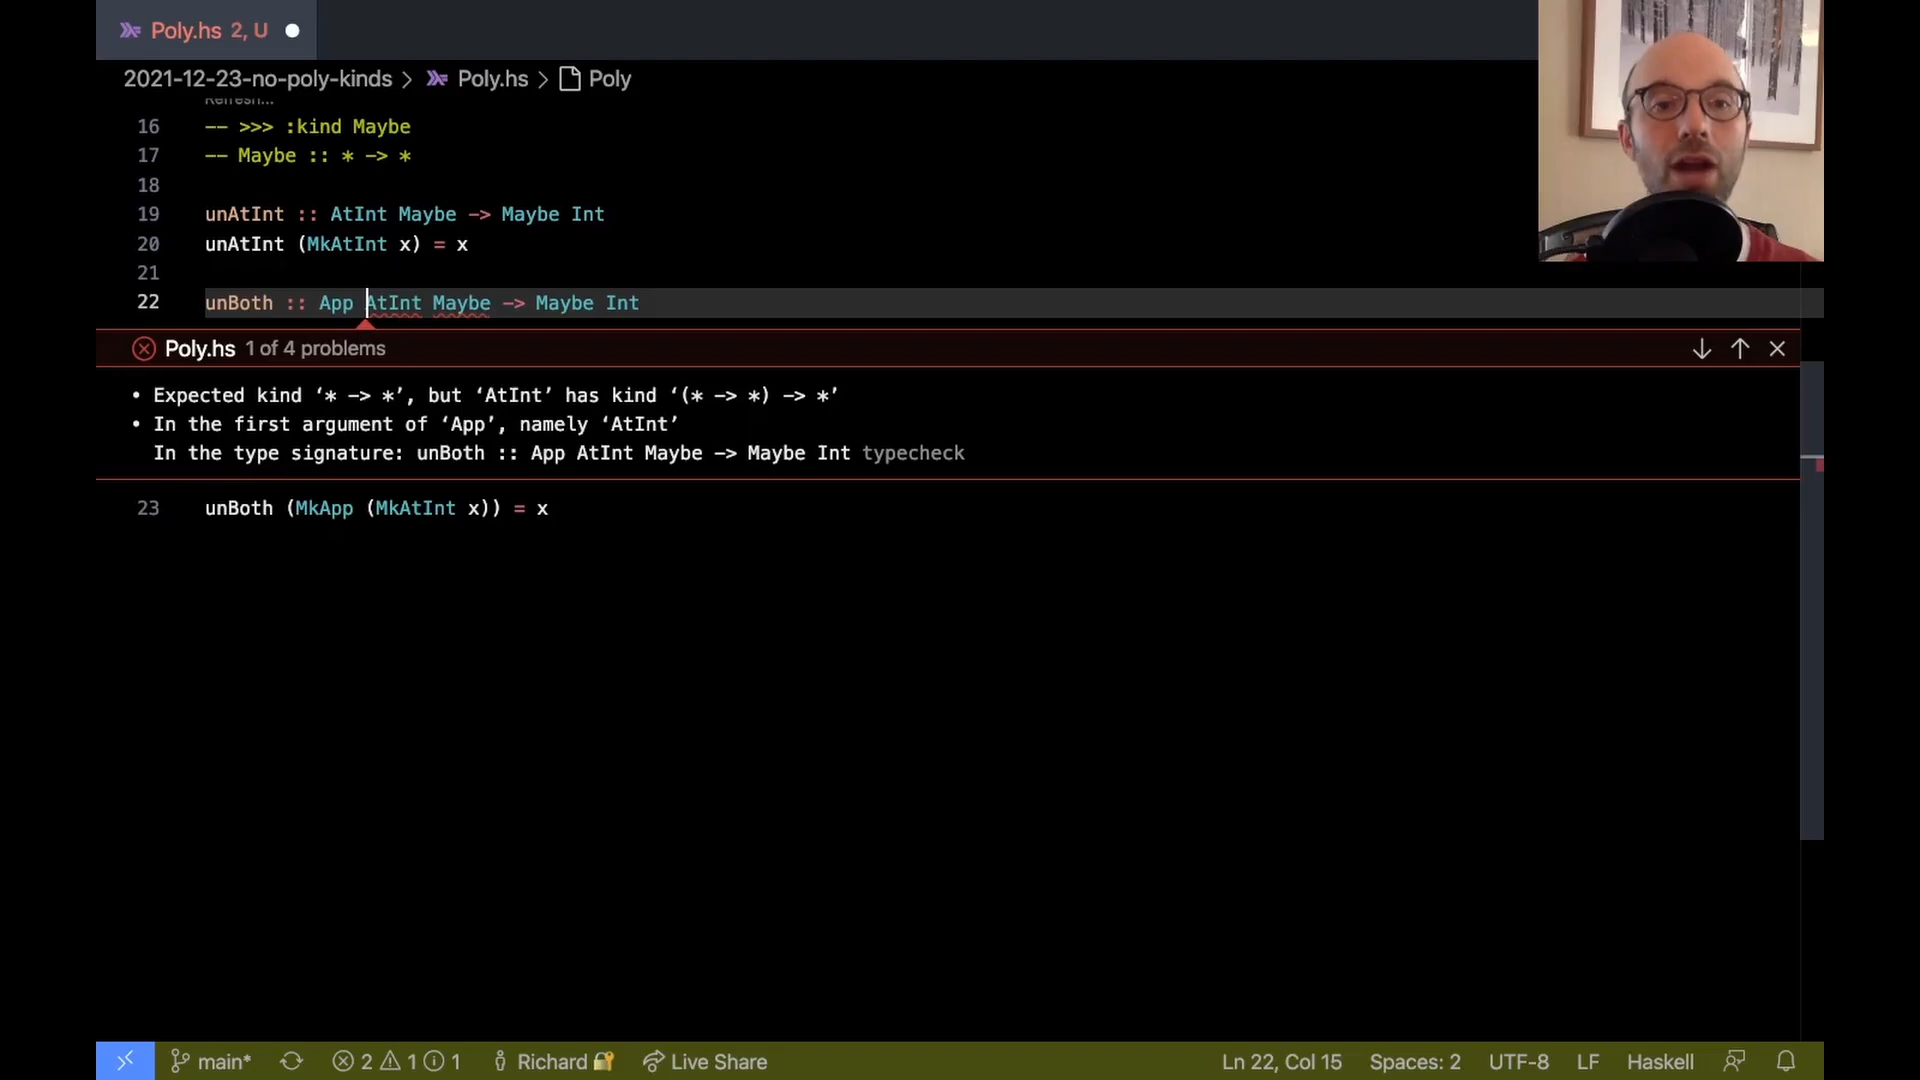 Poly.hs 2, U
2021-12-23-no-poly-kinds > Poly.hs > Poly
Refresh...
16 -- >>> :kind Maybe
17 -- Maybe :: * -> *
18
19 unAtInt :: AtInt Maybe -> Maybe Int
20 unAtInt (MkAtInt x) = x
21
22 unBoth :: App AtInt Maybe -> Maybe Int
Poly.hs 1 of 4 problems
• Expected kind ‘* -> *’, but ‘AtInt’ has kind ‘(* -> *) -> *’
• In the first argument of ‘App’, namely ‘AtInt’
In the type signature: unBoth :: App AtInt Maybe -> Maybe Int typecheck
23 unBoth (MkApp (MkAtInt x)) = x
main* 2 1 1 Richard Live Share Ln 22, Col 15 Spaces: 2 UTF-8 LF Haskell